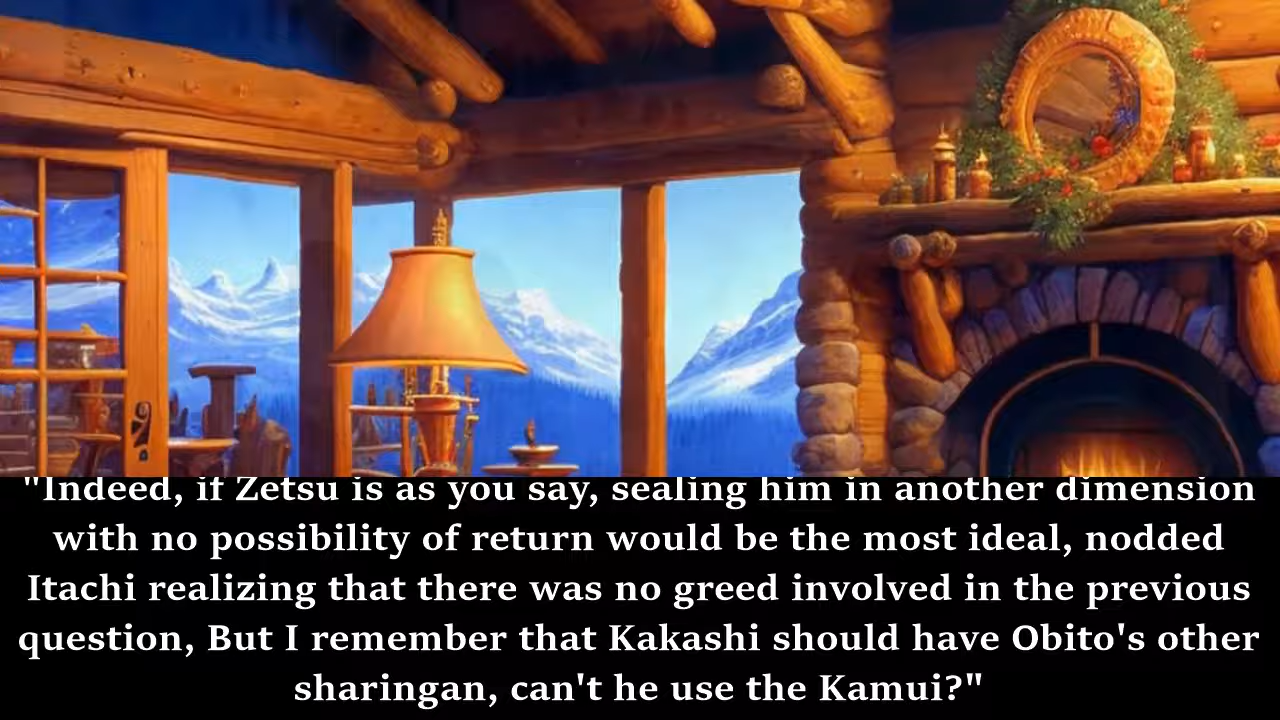 "Indeed, if Zetsu is as you say, sealing him in another dimension
with no possibility of return would be the most ideal, nodded
Itachi realizing that there was no greed involved in the previous
question, But I remember that Kakashi should have Obito's other
sharingan, can't he use the Kamui?"